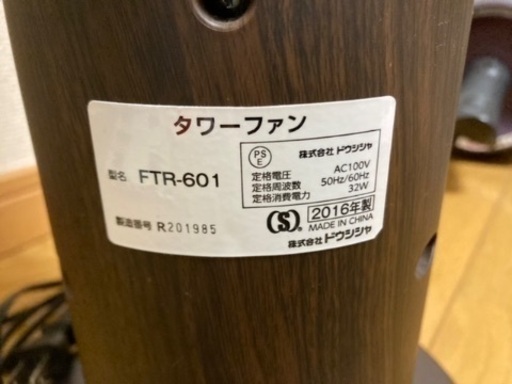 タワーファン
型名 FTR-601
製造番号 R201985
PS
E
株式会社 ドウシシャ
定格電圧 AC100V
定格周波数 50Hz/60Hz
定格消費電力 32W
S 2016年製
MADE IN CHINA
株式会社 ドウシシャ